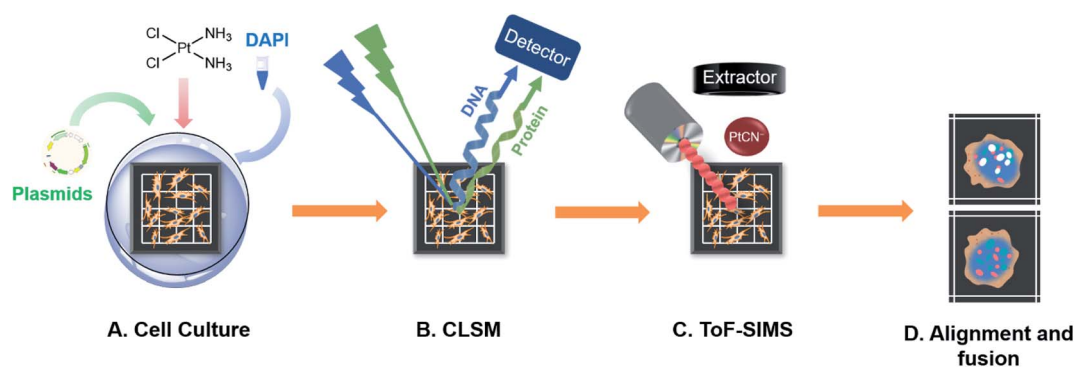 Cl
Cl
Pt
NH3
NH3
DAPI
Plasmids
DNA
Protein
Detector
Extractor
PtCN⁻
A. Cell Culture
B. CLSM
C. ToF-SIMS
D. Alignment and
fusion